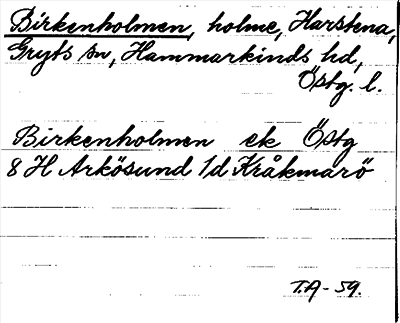 Birkenholmen, holme, Harstena,
Gryts sn, Hammarkinds hd,
Östg. l.
Birkenholmen ek Östg
8 H Arkösund 1d Kråkmarö
T.A - 59.